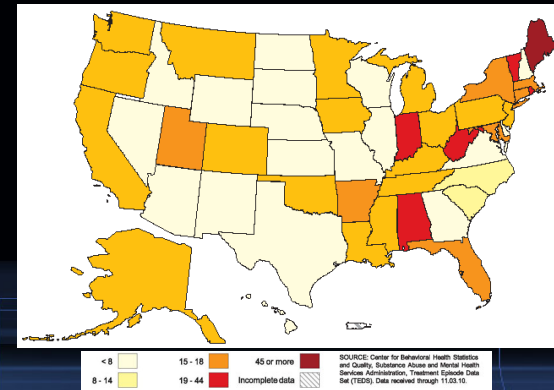 < 8
15 - 18
45 or more
8 - 14
19 - 44
Incomplete data
SOURCE: Center for Behavioral Health Statistics
and Quality, Substance Abuse and Mental Health
Services Administration, Treatment Episode Data
Set (TEDS). Data received through 11.03.10.